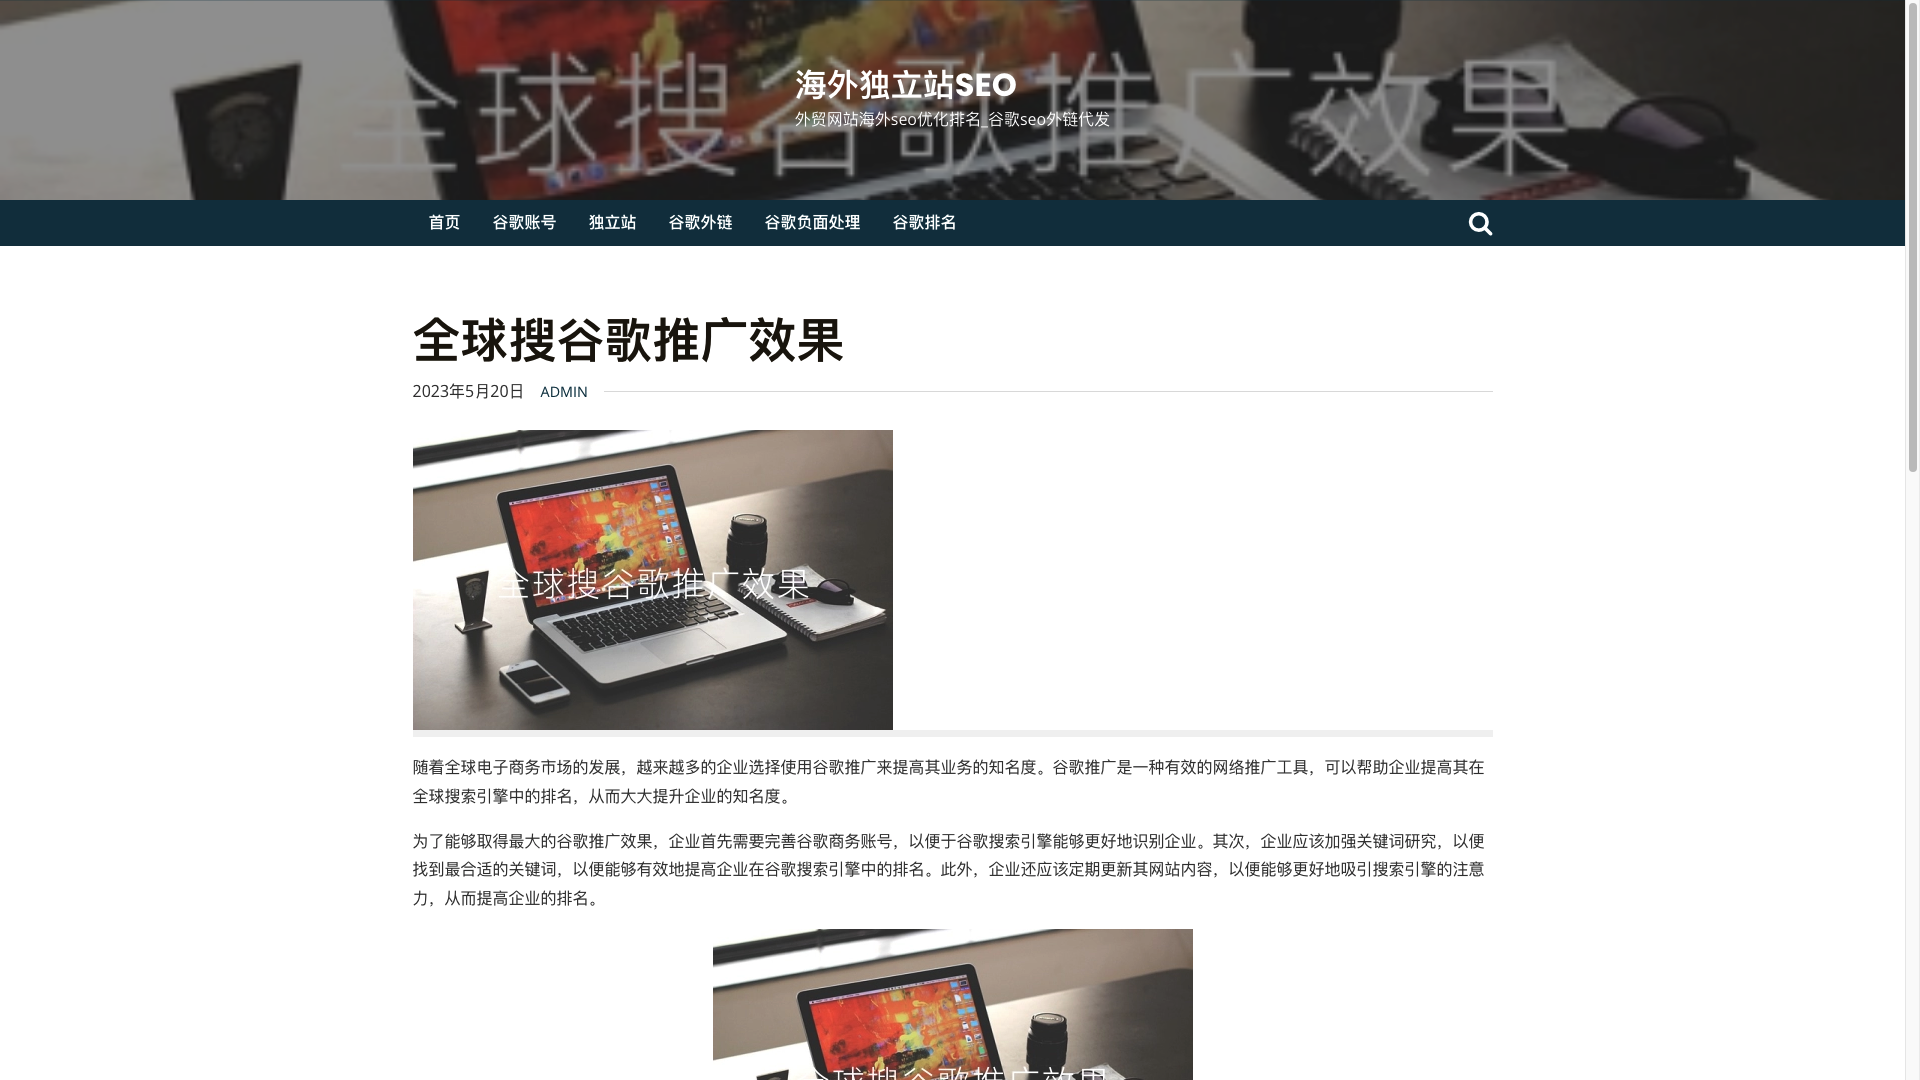 全球搜谷歌推广效果
海外独立站SEO
外贸网站海外seo优化排名_谷歌seo外链代发
首页 谷歌账号 独立站 谷歌外链 谷歌负面处理 谷歌排名
全球搜谷歌推广效果
2023年5月20日 ADMIN
全球搜谷歌推广效果
随着全球电子商务市场的发展，越来越多的企业选择使用谷歌推广来提高其业务的知名度。谷歌推广是一种有效的网络推广工具，可以帮助企业提高其在
全球搜索引擎中的排名，从而大大提升企业的知名度。
为了能够取得最大的谷歌推广效果，企业首先需要完善谷歌商务账号，以便于谷歌搜索引擎能够更好地识别企业。其次，企业应该加强关键词研究，以便
找到最合适的关键词，以便能够有效地提高企业在谷歌搜索引擎中的排名。此外，企业还应该定期更新其网站内容，以便能够更好地吸引搜索引擎的注意
力，从而提高企业的排名。
全球搜谷歌推广效果